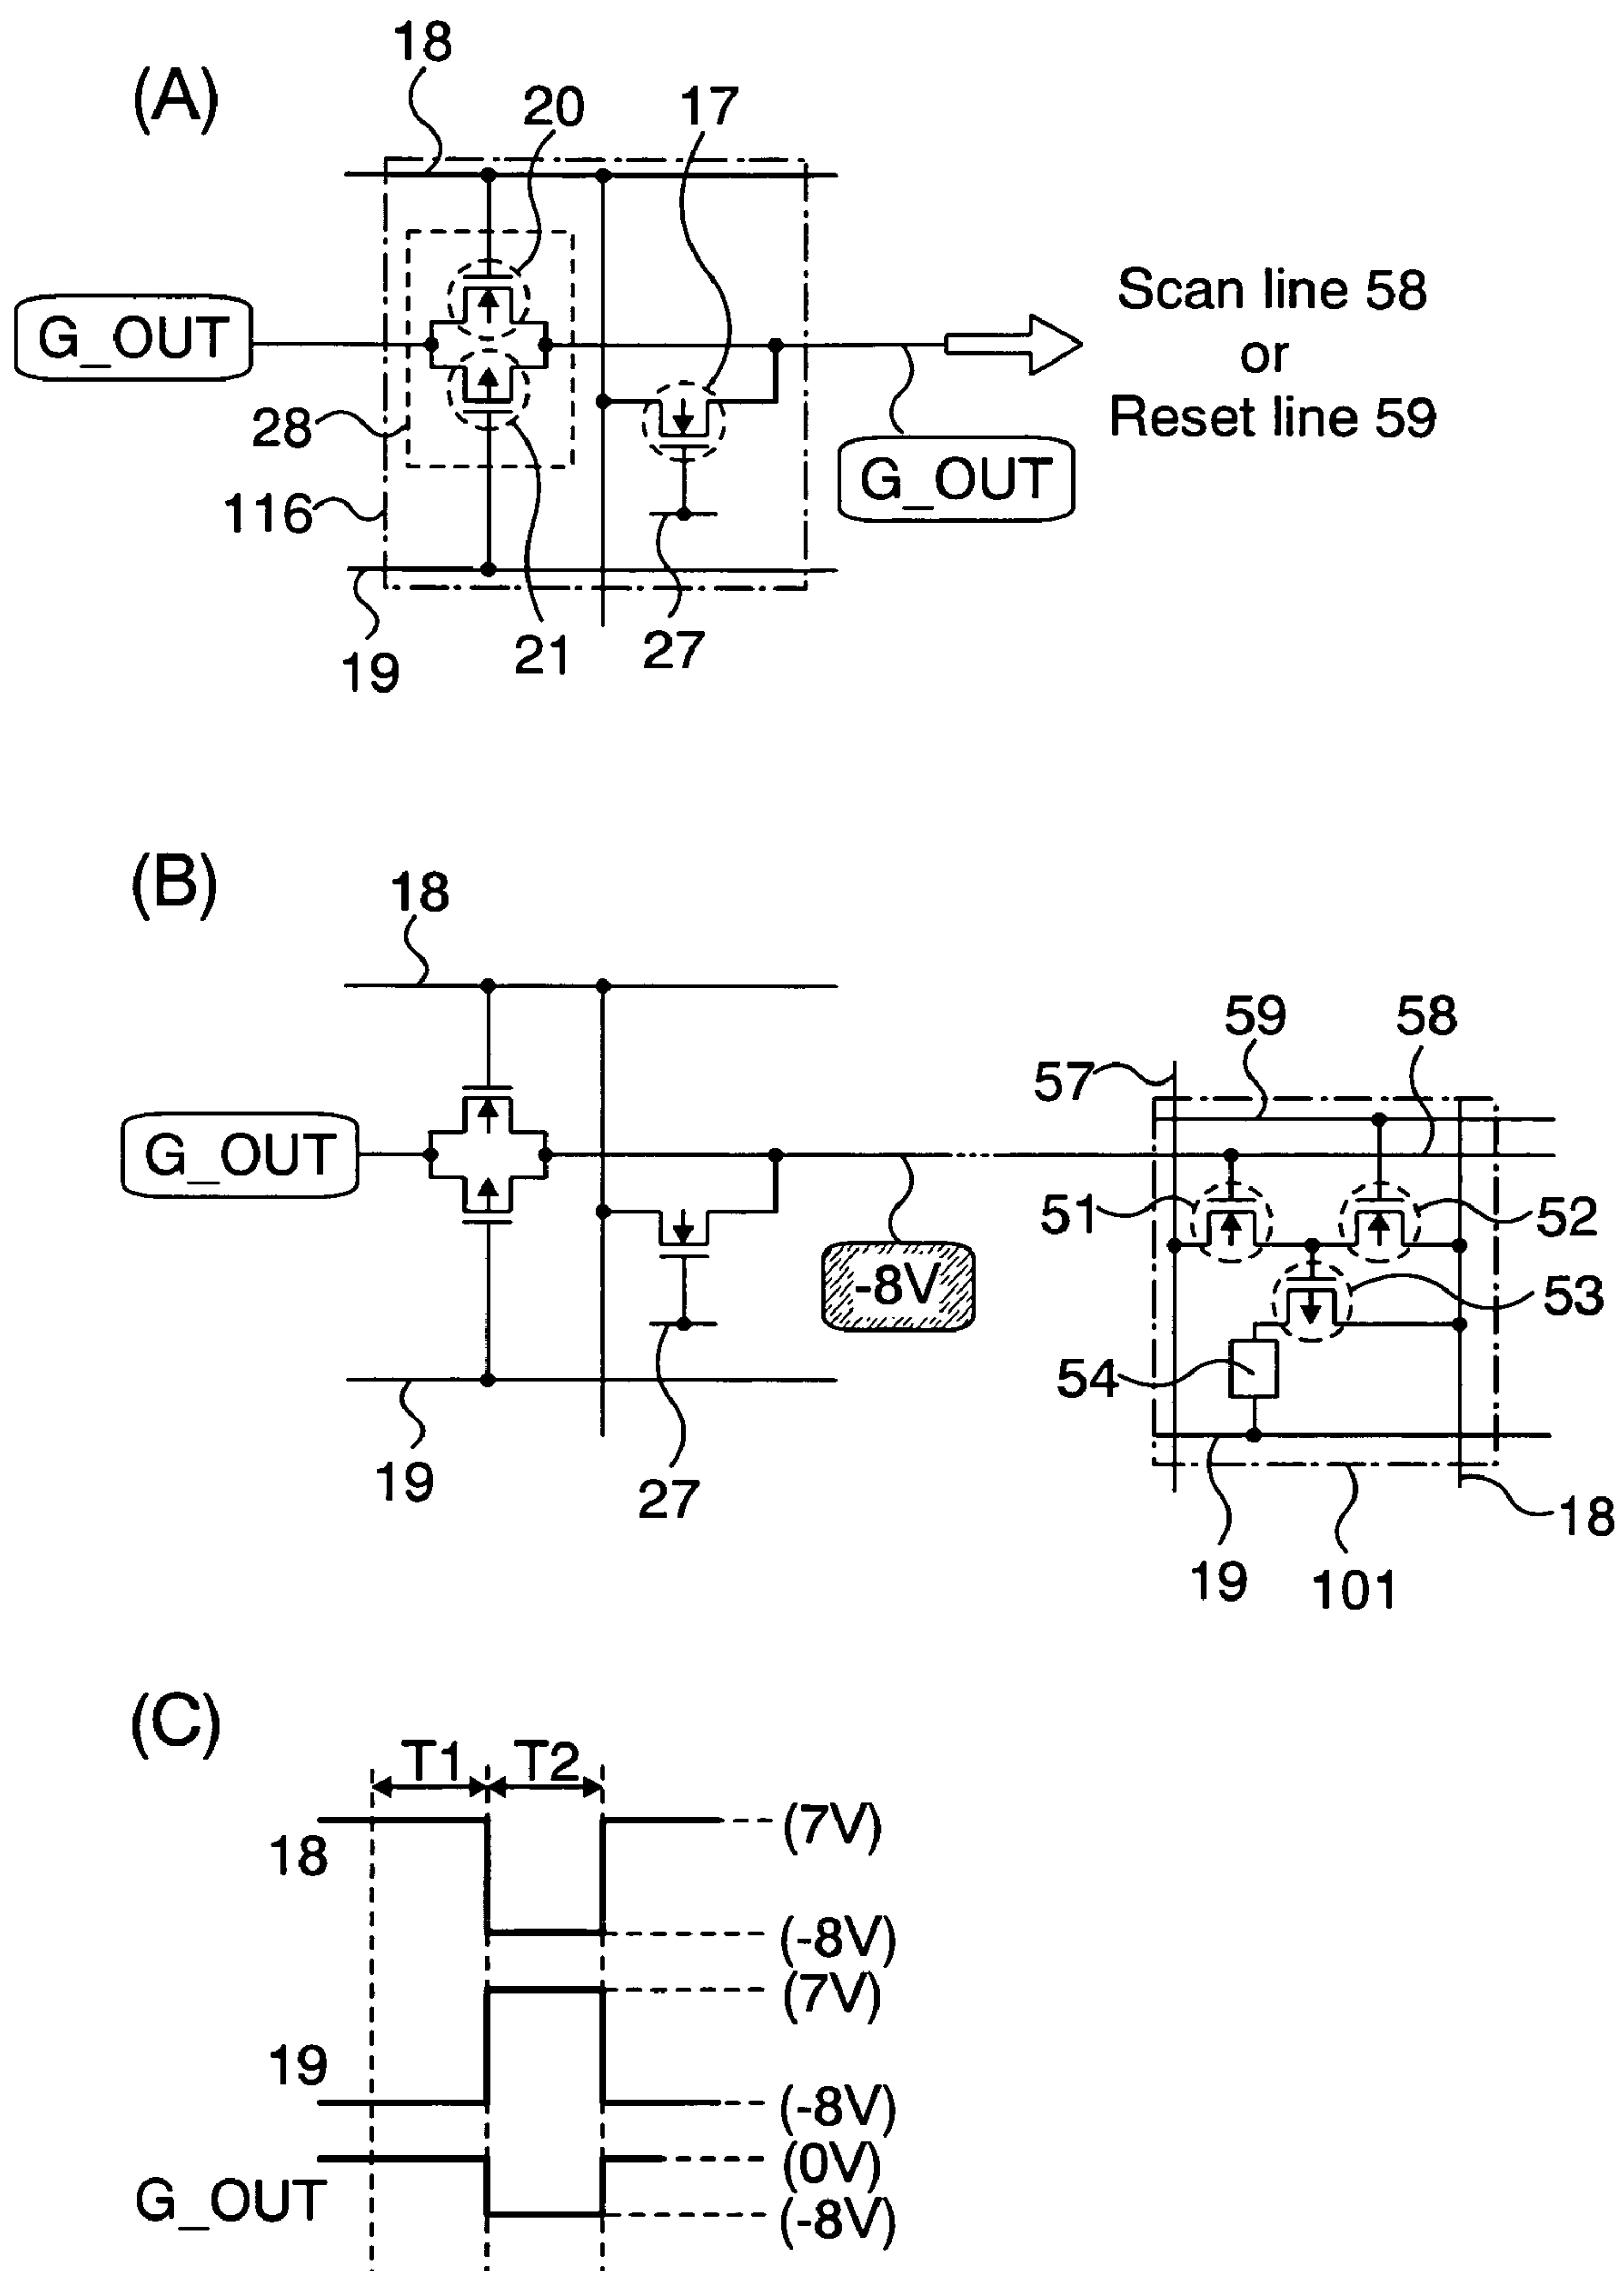 (A)
18
20
17
G_OUT
Scan line 58
or
Reset line 59
28
G_OUT
116
19
21
27
(B)
18
59
58
57
G_OUT
51
52
-8V
53
54
19
27
18
19
101
(C)
T1
T2
(7V)
18
(-8V)
(7V)
19
(-8V)
(0V)
G_OUT
(-8V)